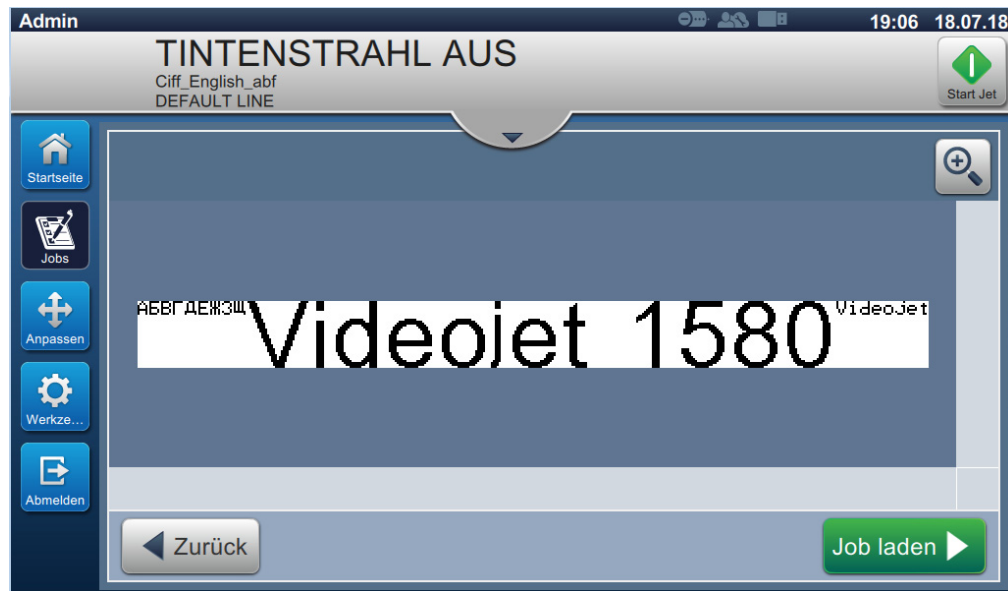 Admin
19:06 18.07.18
TINTENSTRAHL AUS
Ciff_English_abf
DEFAULT LINE
Start Jet
Startseite
Jobs
Anpassen
Werkze...
Abmelden
АБВГДЕЖЗЩ Videojet 1580 Videojet
Zurück
Job laden